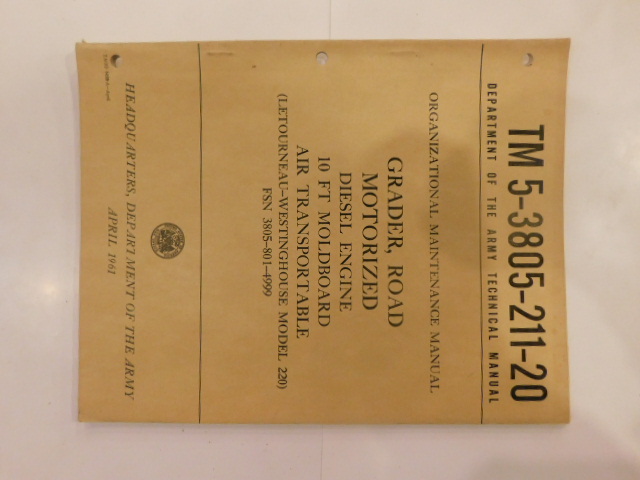 TM 5-3805-211-20
DEPARTMENT OF THE ARMY TECHNICAL MANUAL
ORGANIZATIONAL MAINTENANCE MANUAL
GRADER, ROAD
MOTORIZED
DIESEL ENGINE
10 FT MOLDBOARD
AIR TRANSPORTABLE
(LETOURNEAU-WESTINGHOUSE MODEL 220)
FSN 3805-801-4999
HEADQUARTERS, DEPARTMENT OF THE ARMY
APRIL 1961